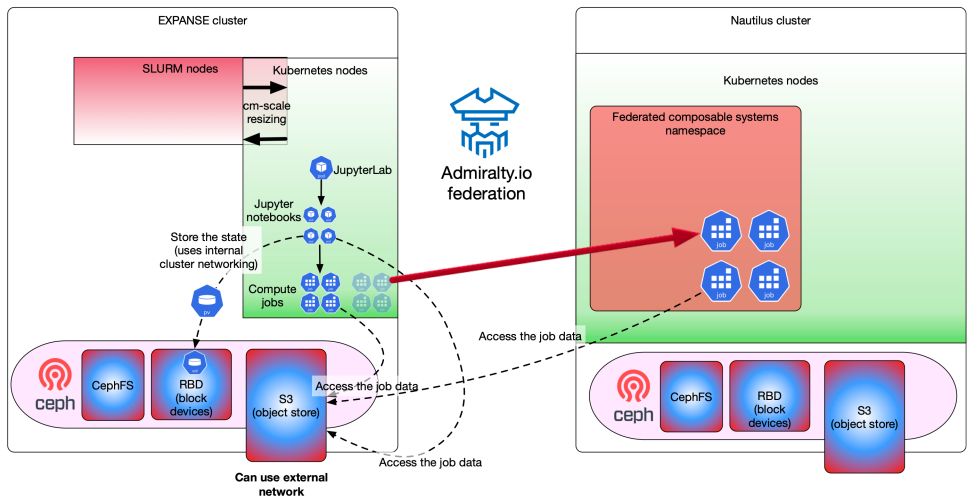 EXPANSE cluster
SLURM nodes
Kubernetes nodes
cm-scale
resizing
JupyterLab
Jupyter
notebooks
Store the state
(uses internal
cluster networking)
Compute
jobs
pv
ceph
CephFS
RBD
(block
devices)
S3
(object store)
Access the job data
Access the job data
Access the job data
Can use external
network
Admiralty.io
federation
Nautilus cluster
Kubernetes nodes
Federated composable systems
namespace
job
job
job
job
ceph
CephFS
RBD
(block
devices)
S3
(object store)